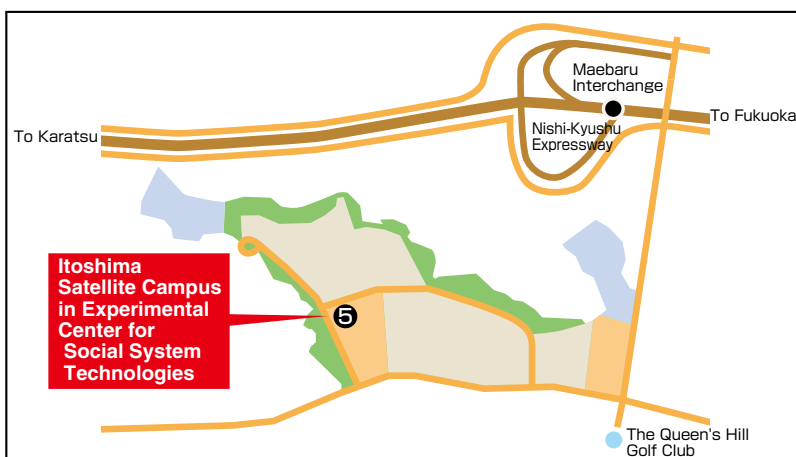 Maebaru
Interchange
To Fukuoka
To Karatsu
Nishi-Kyushu
Expressway
Itoshima
Satellite Campus
in Experimental
Center for
Social System
Technologies
5
The Queen's Hill
Golf Club